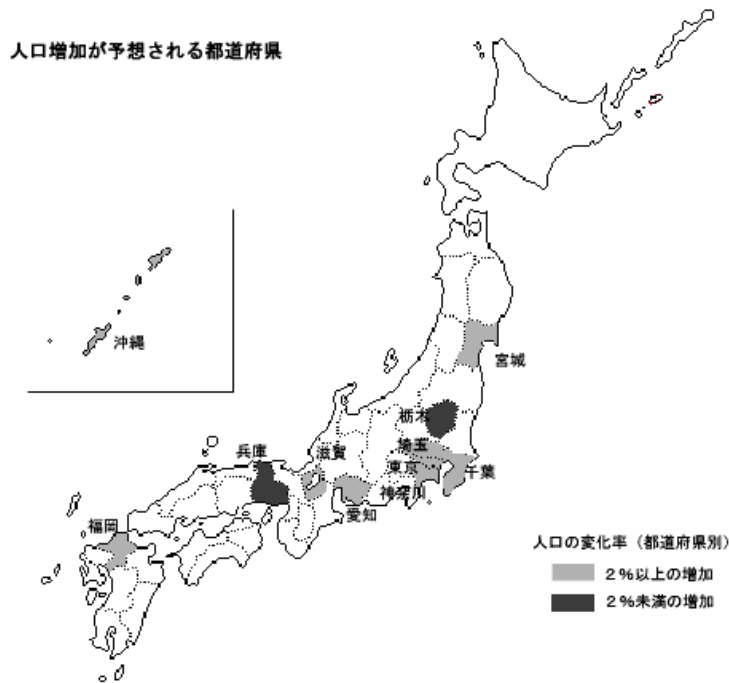 人口増加が予想される都道府県
沖縄
宮城
栃木
埼玉
兵庫
滋賀
東京
千葉
神奈川
愛知
福岡
人口の変化率（都道府県別）
２％以上の増加
２％未満の増加